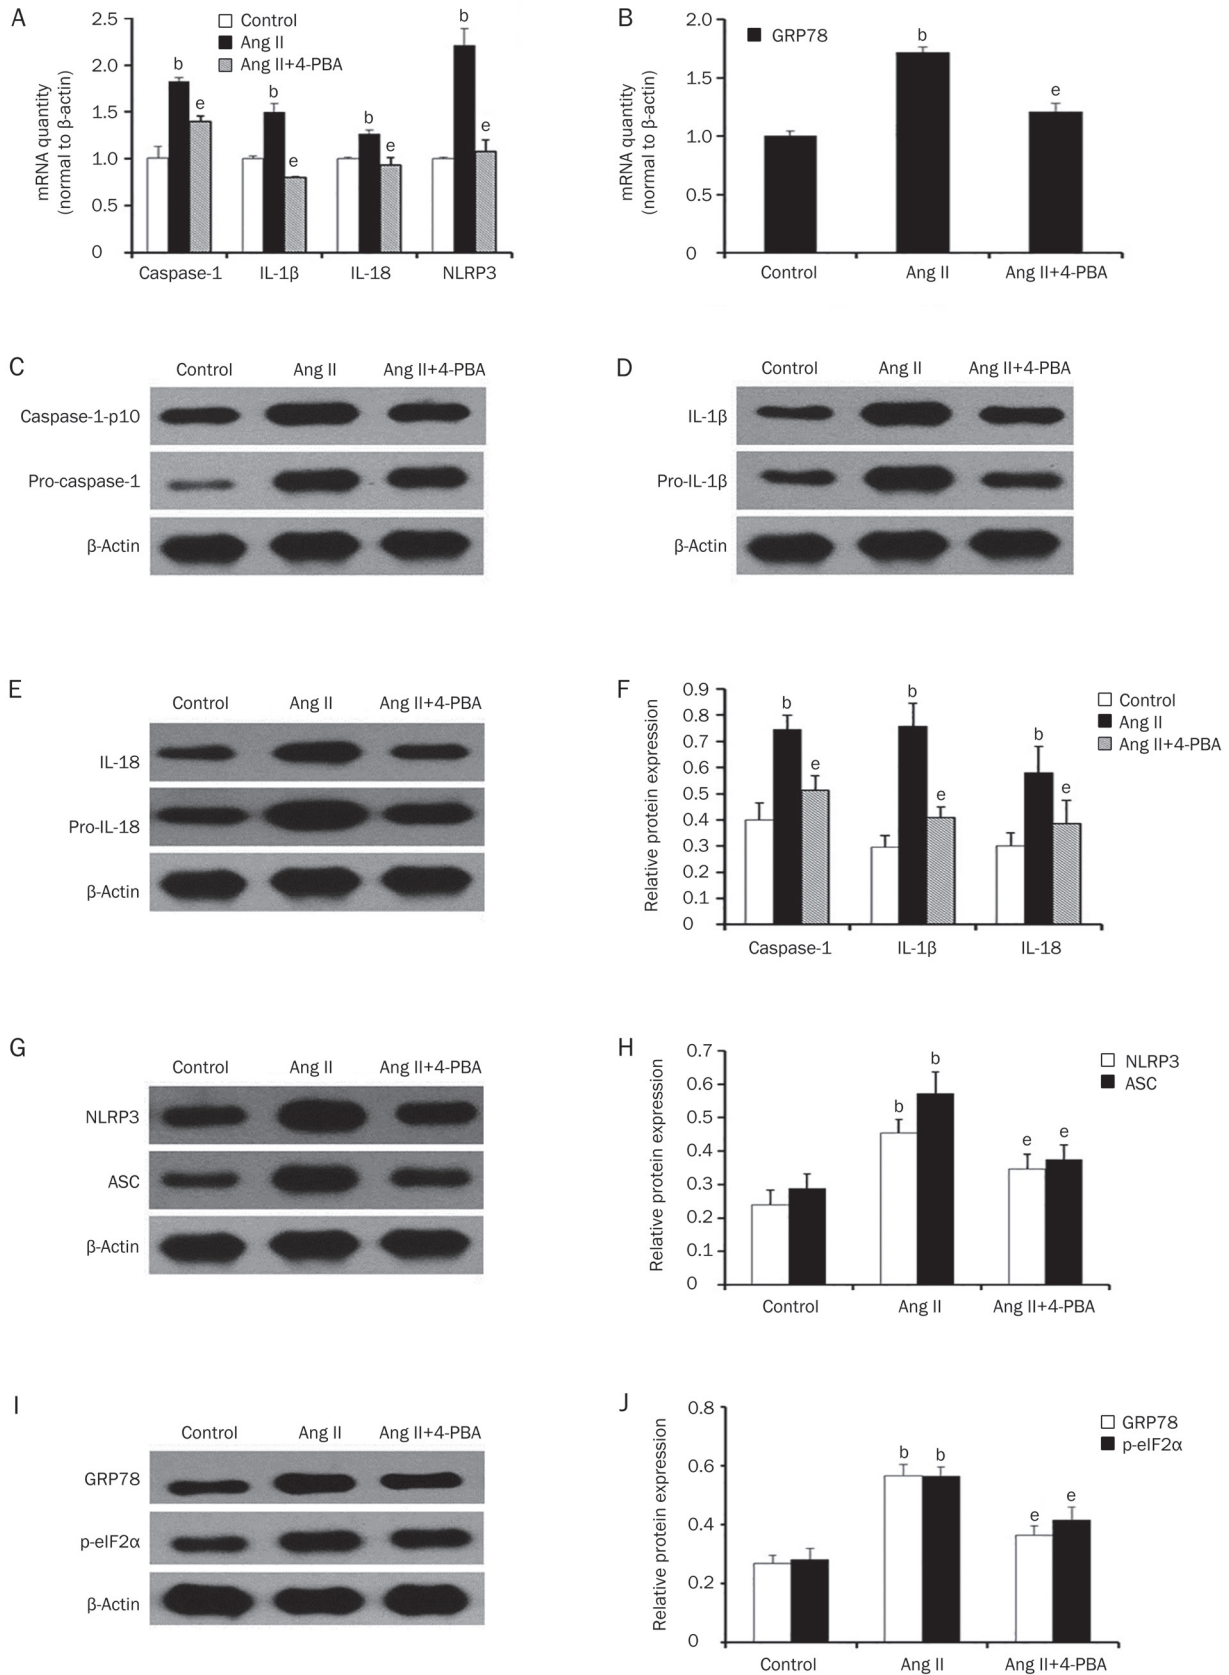 A
2.5
2.0
1.5
1.0
0.5
0
mRNA quantity
(normal to β-actin)
Control
Ang II
Ang II+4-PBA
b
e
b
e
b
e
b
e
Caspase-1 IL-1β IL-18 NLRP3
B
2.0
1.5
1.0
0.5
0
mRNA quantity
(normal to β-actin)
GRP78
b
e
Control Ang II Ang II+4-PBA
C
Control Ang II Ang II+4-PBA
Caspase-1-p10
Pro-caspase-1
β-Actin
D
Control Ang II Ang II+4-PBA
IL-1β
Pro-IL-1β
β-Actin
E
Control Ang II Ang II+4-PBA
IL-18
Pro-IL-18
β-Actin
F
0.9
0.8
0.7
0.6
0.5
0.4
0.3
0.2
0.1
0
Relative protein expression
b
e
b
e
b
e
Control
Ang II
Ang II+4-PBA
Caspase-1 IL-1β IL-18
G
Control Ang II Ang II+4-PBA
NLRP3
ASC
β-Actin
H
0.7
0.6
0.5
0.4
0.3
0.2
0.1
0
Relative protein expression
b
b
e
e
NLRP3
ASC
Control Ang II Ang II+4-PBA
I
Control Ang II Ang II+4-PBA
GRP78
p-eIF2α
β-Actin
J
0.8
0.6
0.4
0.2
0
Relative protein expression
b
b
e
e
GRP78
p-eIF2α
Control Ang II Ang II+4-PBA